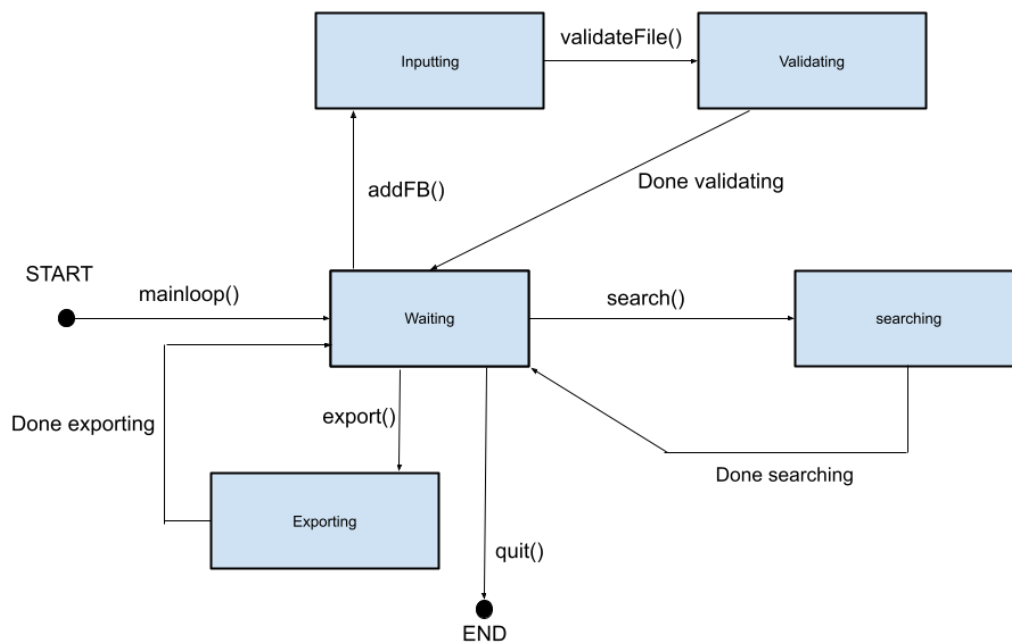 validateFile()
Inputting
Validating
addFB()
Done validating
START
mainloop()
Waiting
search()
searching
Done exporting
export()
Done searching
Exporting
quit()
END